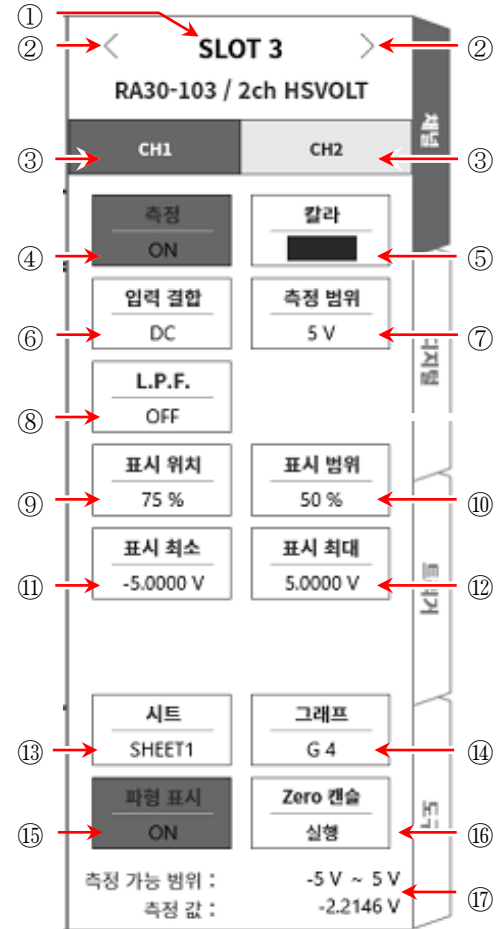 ①
② < SLOT 3 > ②
RA30-103 / 2ch HSVOLT
채널
③ CH1 CH2 ③
측정 칼라
④ ON ⑤
입력 결합 측정 범위
⑥ DC 5 V ⑦
디지털
L.P.F.
⑧ OFF
표시 위치 표시 범위
⑨ 75 % 50 % ⑩
표시 최소 표시 최대
⑪ -5.0000 V 5.0000 V ⑫
시트 그래프
⑬ SHEET1 G 4 ⑭
파형 표시 Zero 캔슬
⑮ ON 실행 ⑯
측정 가능 범위 : -5 V ~ 5 V ⑰
측정 값 : -2.2146 V